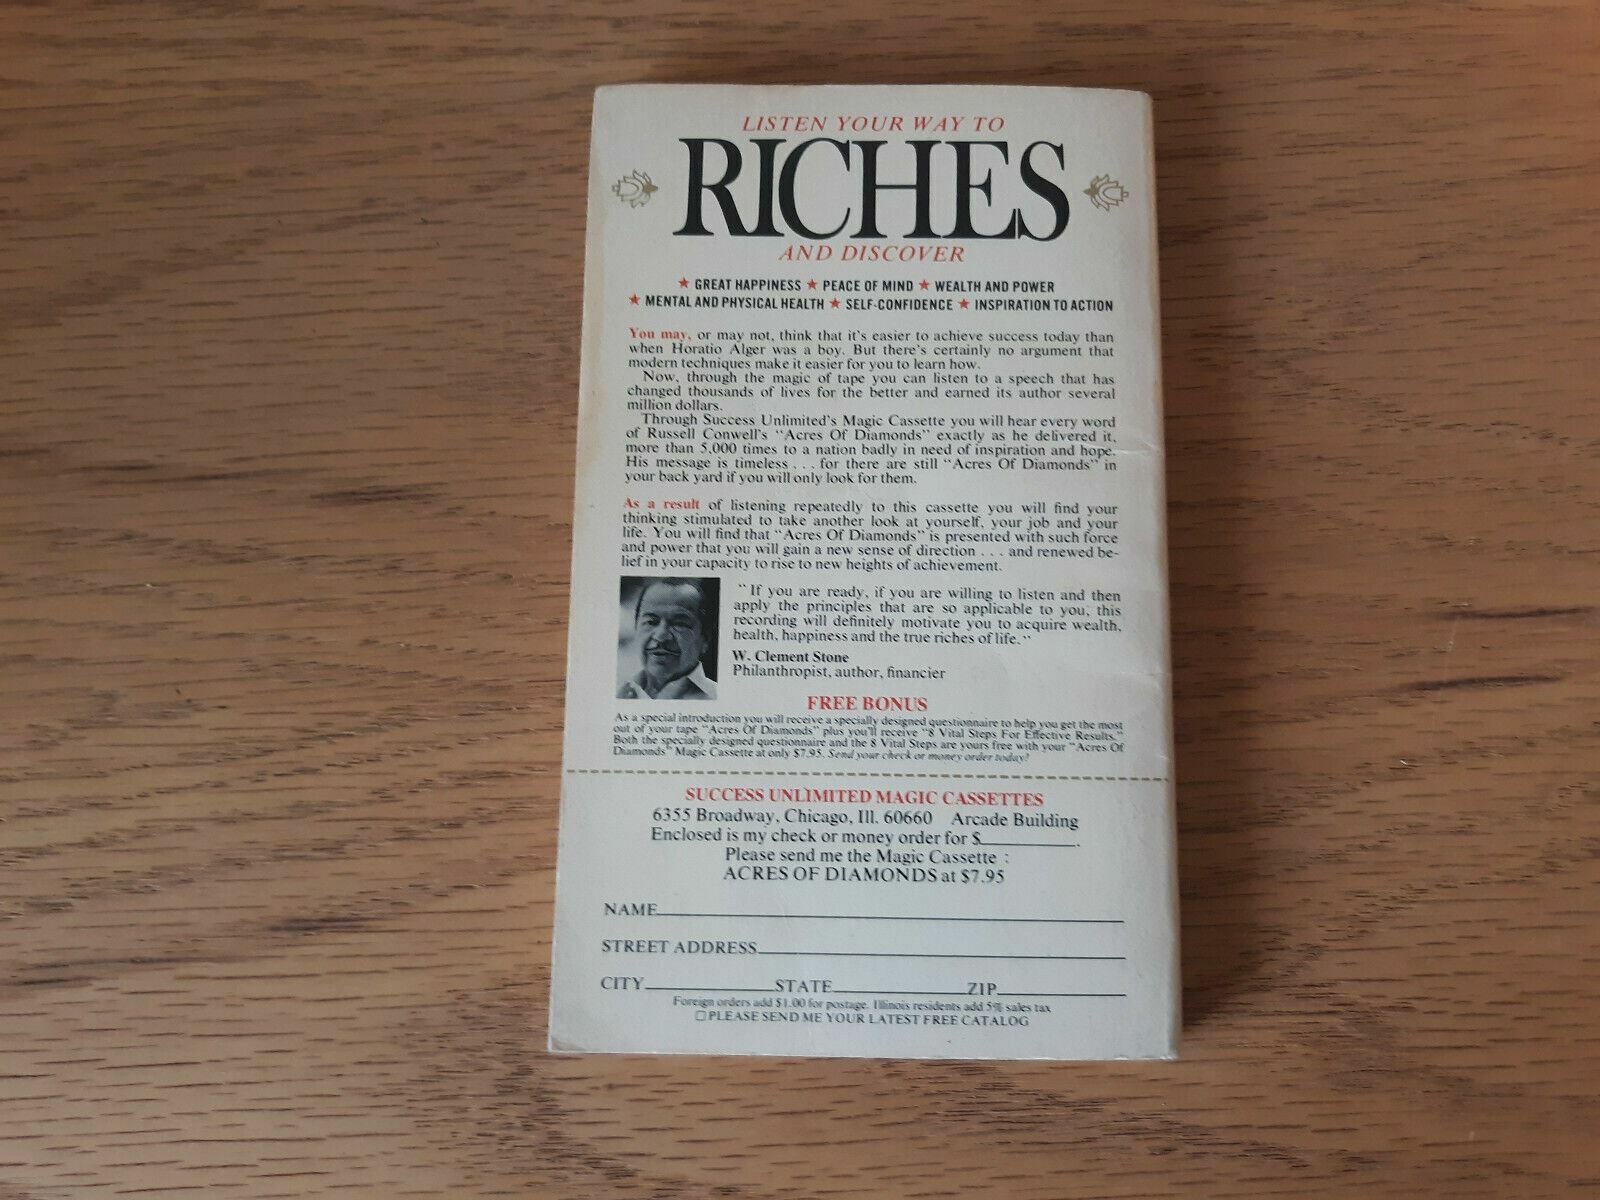 LISTEN YOUR WAY TO
RICHES
AND DISCOVER
★ GREAT HAPPINESS ★ PEACE OF MIND ★ WEALTH AND POWER
★ MENTAL AND PHYSICAL HEALTH ★ SELF-CONFIDENCE ★ INSPIRATION TO ACTION
You may, or may not, think that it's easier to achieve success today than
when Horatio Alger was a boy. But there's certainly no argument that
modern techniques make it easier for you to learn how.
Now, through the magic of tape you can listen to a speech that has
changed thousands of lives for the better and earned its author several
million dollars.
Through Success Unlimited's Magic Cassette you will hear every word
of Russell Conwell's "Acres Of Diamonds" exactly as he delivered it,
more than 5,000 times to a nation badly in need of inspiration and hope.
His message is timeless . . . for there are still "Acres Of Diamonds" in
your back yard if you will only look for them.
As a result of listening repeatedly to this cassette you will find your
thinking stimulated to take another look at yourself, your job and your
life. You will find that "Acres Of Diamonds" is presented with such force
and power that you will gain a new sense of direction . . . and renewed be-
lief in your capacity to rise to new heights of achievement.
"If you are ready, if you are willing to listen and then
apply the principles that are so applicable to you, this
recording will definitely motivate you to acquire wealth,
health, happiness and the true riches of life."
W. Clement Stone
Philanthropist, author, financier
FREE BONUS
As a special introduction you will receive a specially designed questionnaire to help you get the most
out of your tape "Acres Of Diamonds" plus you'll receive "8 Vital Steps For Effective Results."
Both the specially designed questionnaire and the 8 Vital Steps are yours free with your "Acres Of
Diamonds" Magic Cassette at only $7.95. Send your check or money order today!
SUCCESS UNLIMITED MAGIC CASSETTES
6355 Broadway, Chicago, Ill. 60660 Arcade Building
Enclosed is my check or money order for $__________.
Please send me the Magic Cassette :
ACRES OF DIAMONDS at $7.95
NAME
STREET ADDRESS
CITY STATE ZIP
Foreign orders add $1.00 for postage. Illinois residents add 5% sales tax
☐ PLEASE SEND ME YOUR LATEST FREE CATALOG